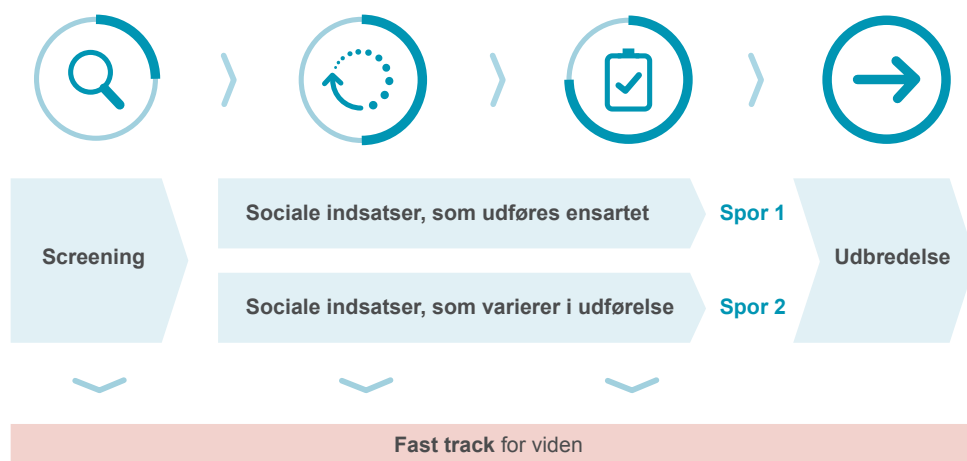 Screening
Sociale indsatser, som udføres ensartet
Spor 1
Sociale indsatser, som varierer i udførelse
Spor 2
Udbredelse
Fast track for viden